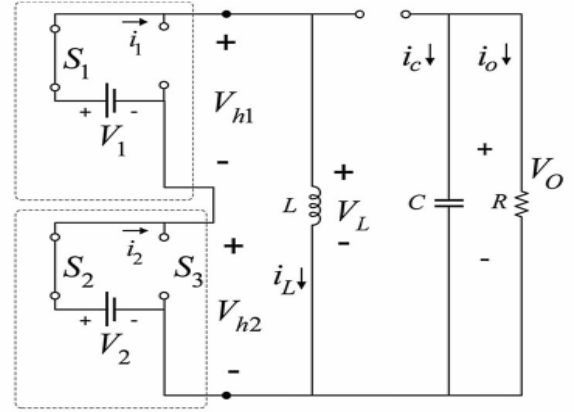 i1
S1
+ -
V1
+
Vh1
-
i2
S2
S3
+ -
V2
+
Vh2
-
L
+
VL
-
iL
ic
io
C
R
+
VO
-